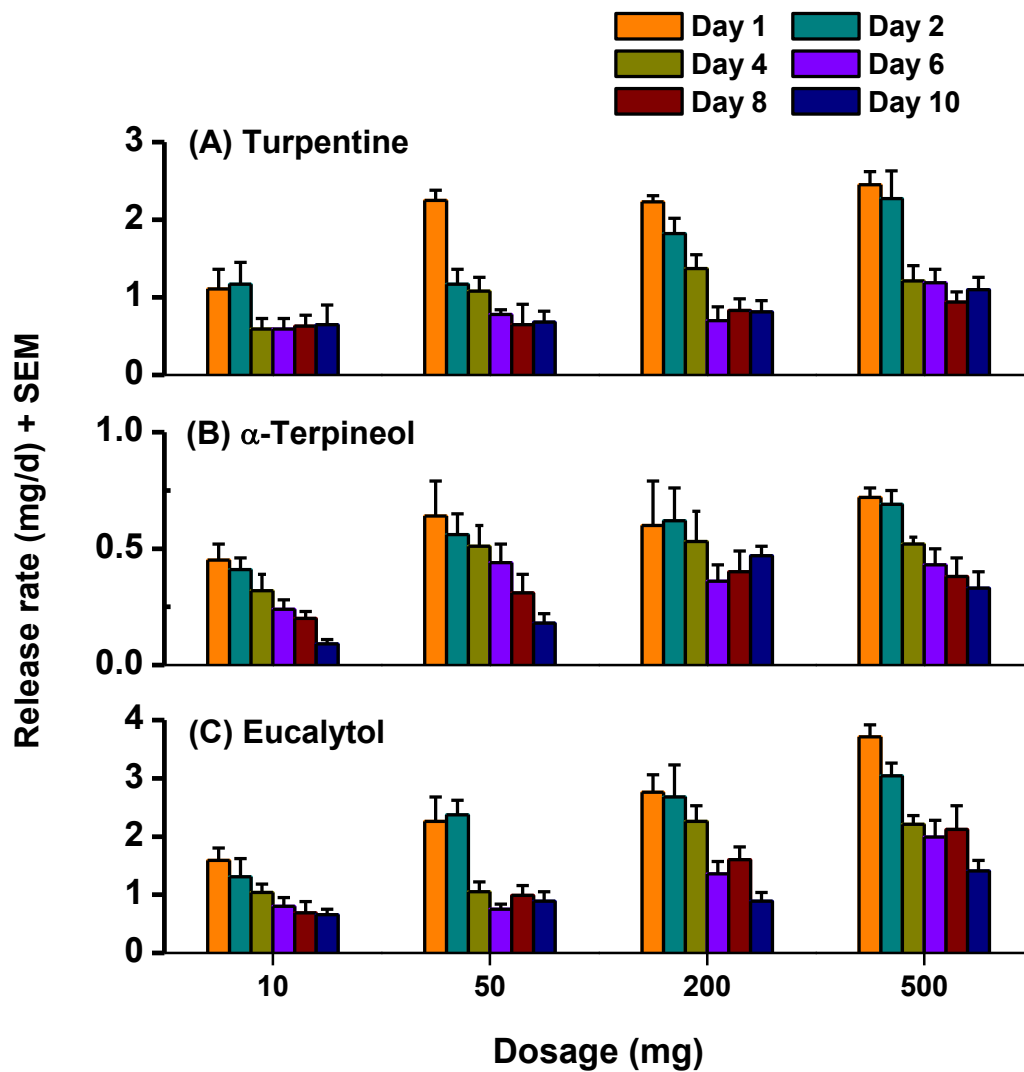 Day 1 Day 2
Day 4 Day 6
Day 8 Day 10
(A) Turpentine
3
2
1
0
(B) α-Terpineol
1.0
0.5
0.0
(C) Eucalytol
4
3
2
1
0
10 50 200 500
Dosage (mg)
Release rate (mg/d) + SEM